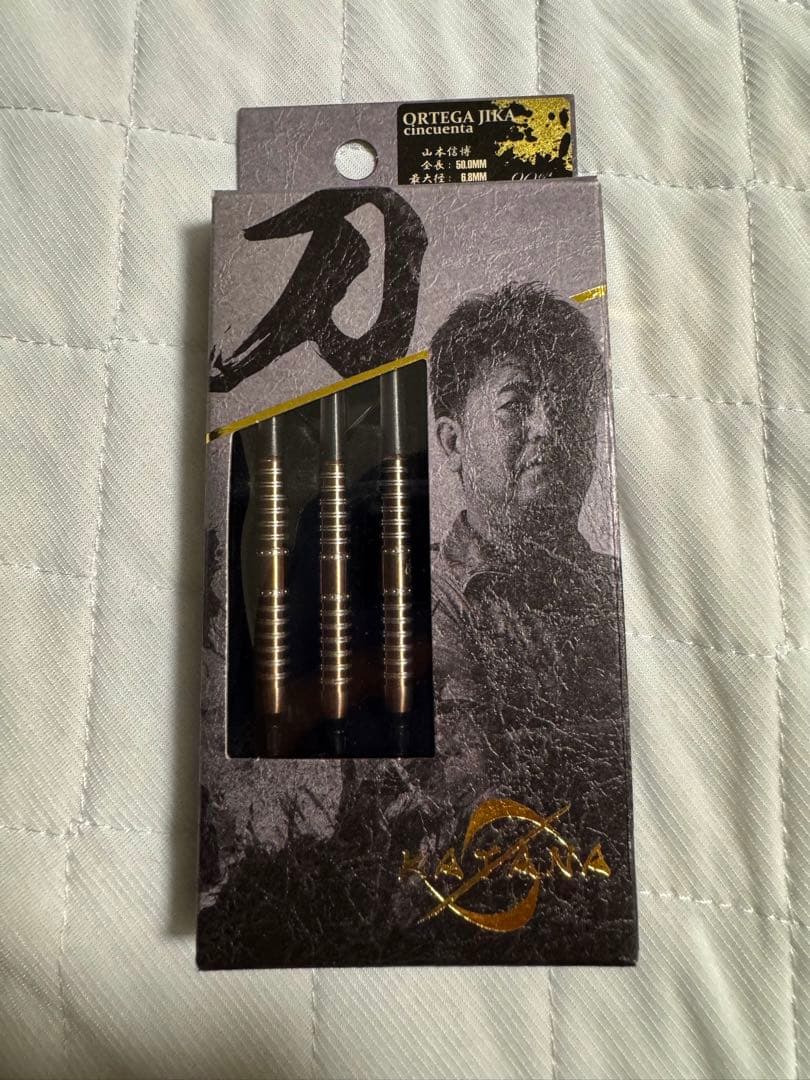 ORTEGA JIKA
cincuenta
山本信博
全長：50.0MM
最大径：6.8MM
刀
KATANA